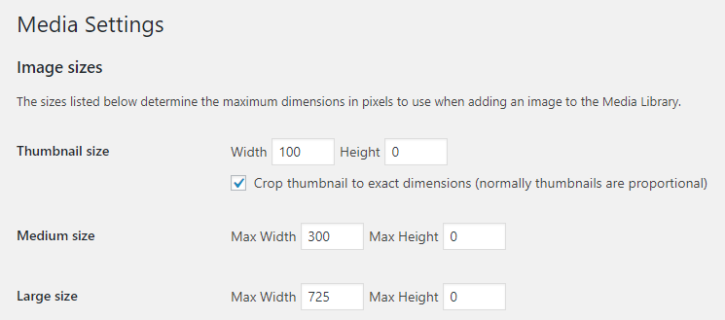 Media Settings
Image sizes
The sizes listed below determine the maximum dimensions in pixels to use when adding an image to the Media Library.
Thumbnail size Width 100 Height 0
Crop thumbnail to exact dimensions (normally thumbnails are proportional)
Medium size Max Width 300 Max Height 0
Large size Max Width 725 Max Height 0